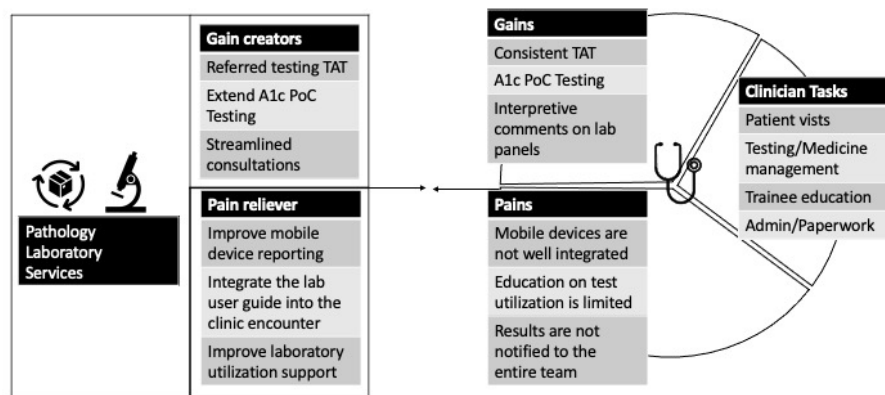 Gain creators
Referred testing TAT
Extend A1c PoC
Testing
Streamlined
consultations
Pathology
Laboratory
Services
Pain reliever
Improve mobile
device reporting
Integrate the lab
user guide into the
clinic encounter
Improve laboratory
utilization support
Gains
Consistent TAT
A1c PoC Testing
Interpretive
comments on lab
panels
Pains
Mobile devices are
not well integrated
Education on test
utilization is limited
Results are not
notified to the
entire team
Clinician Tasks
Patient vists
Testing/Medicine
management
Trainee education
Admin/Paperwork